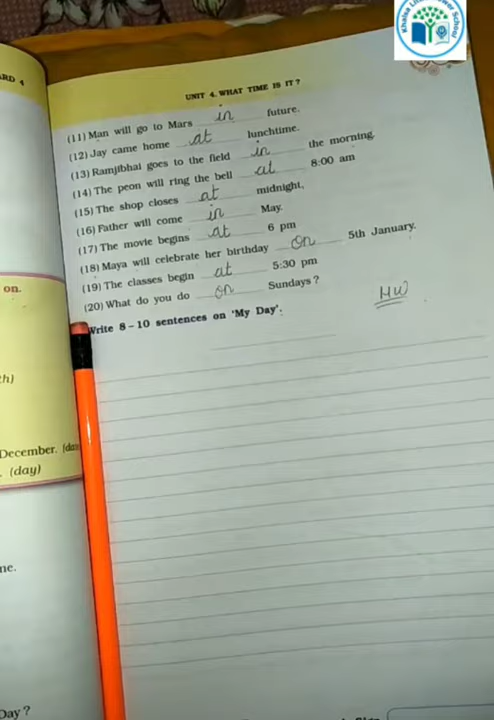 RD 4
UNIT 4. WHAT TIME IS IT ?
(11) Man will go to Mars in future.
(12) Jay came home at lunchtime.
(13) Ramjibhai goes to the field in the morning.
(14) The peon will ring the bell at 8:00 am
(15) The shop closes at midnight,
(16) Father will come in May.
(17) The movie begins at 6 pm
(18) Maya will celebrate her birthday on 5th January.
(19) The classes begin at 5:30 pm
(20) What do you do on Sundays ?
HW
Write 8 - 10 sentences on 'My Day'.
on.
December. (day
. (day)
Day ?